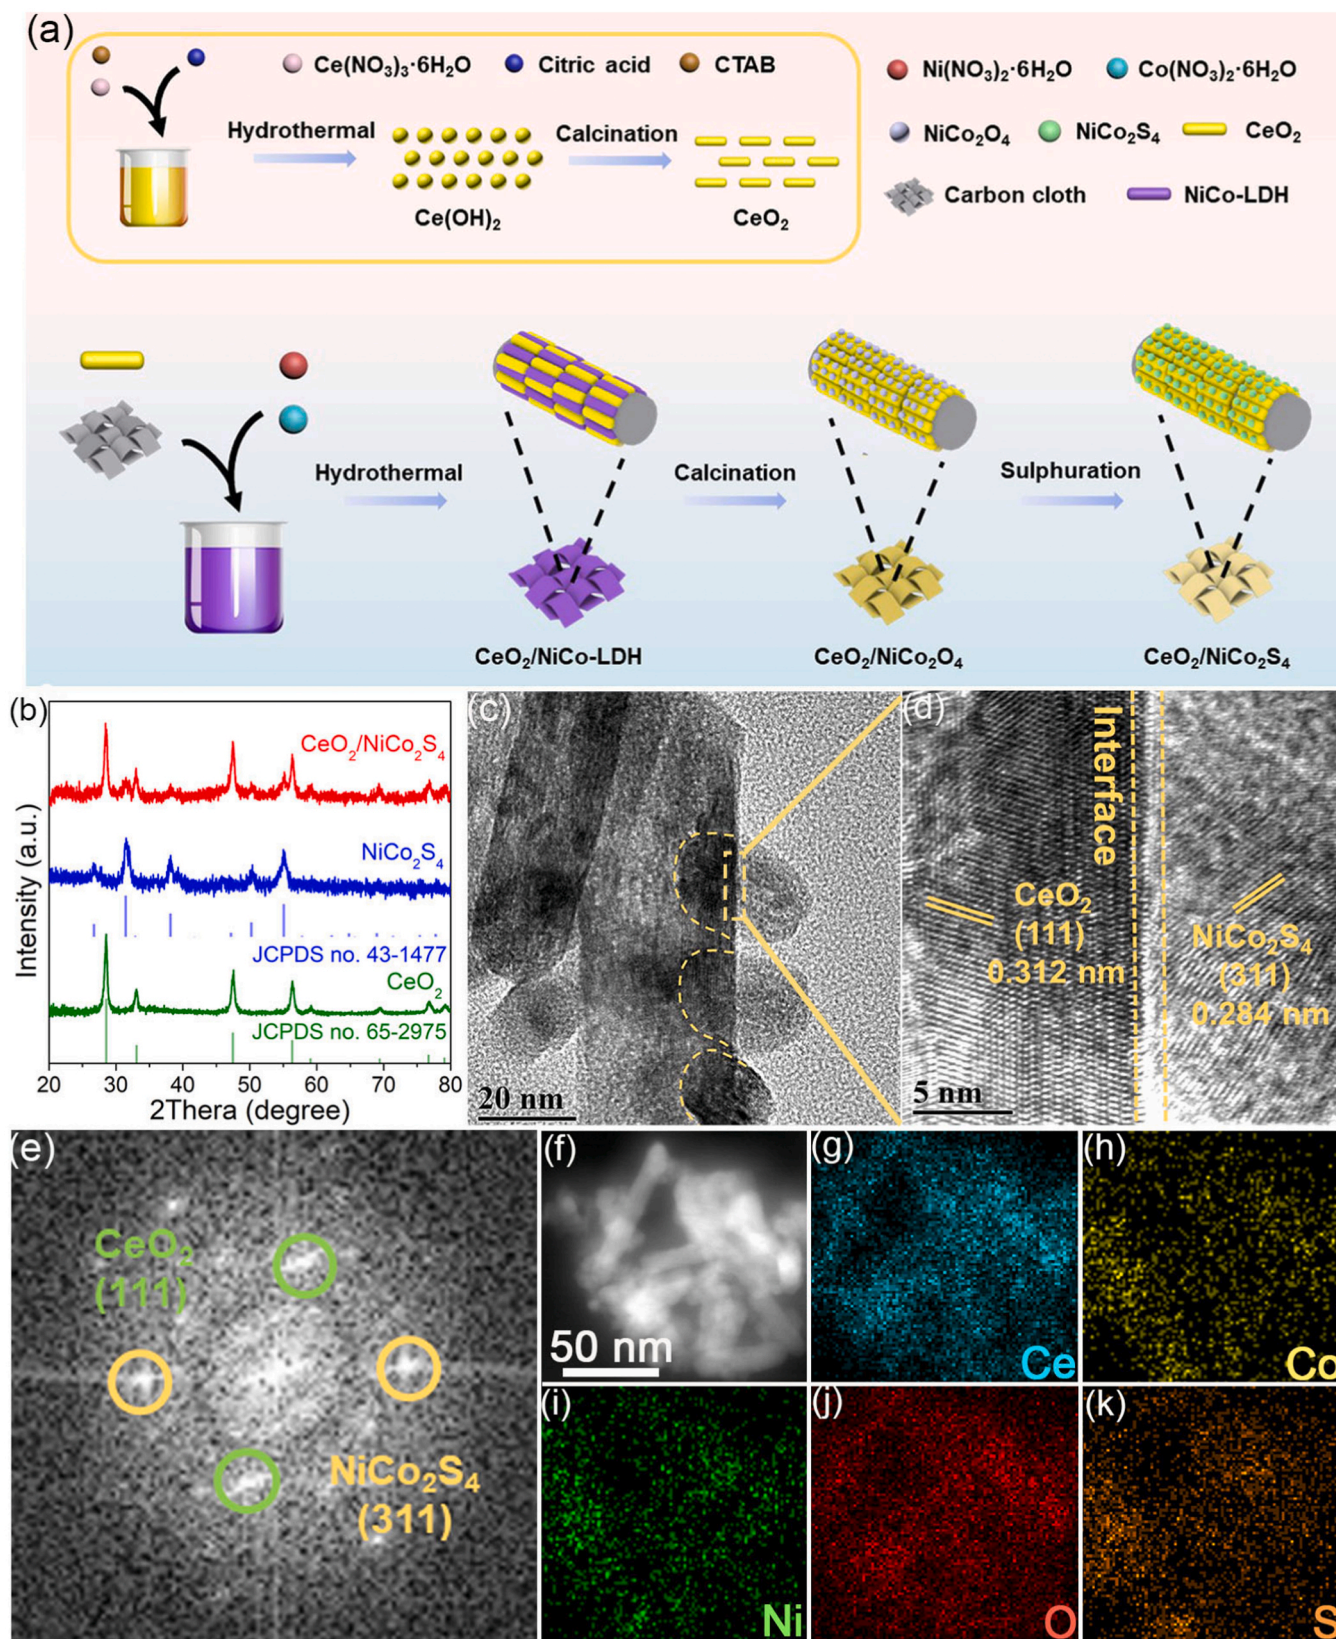 (a)
Ce(NO₃)₃·6H₂O
Citric acid
CTAB
Hydrothermal
Calcination
Ce(OH)₂
CeO₂
Ni(NO₃)₂·6H₂O
Co(NO₃)₂·6H₂O
NiCo₂O₄
NiCo₂S₄
CeO₂
Carbon cloth
NiCo-LDH
Hydrothermal
Calcination
Sulphuration
CeO₂/NiCo-LDH
CeO₂/NiCo₂O₄
CeO₂/NiCo₂S₄
(b)
CeO₂/NiCo₂S₄
NiCo₂S₄
JCPDS no. 43-1477
CeO₂
JCPDS no. 65-2975
Intensity (a.u.)
20 30 40 50 60 70 80
2Thera (degree)
(c)
20 nm
(d)
Interface
CeO₂
(111)
0.312 nm
NiCo₂S₄
(311)
0.284 nm
5 nm
(e)
CeO₂
(111)
NiCo₂S₄
(311)
(f)
50 nm
(g)
Ce
(h)
Co
(i)
Ni
(j)
O
(k)
S